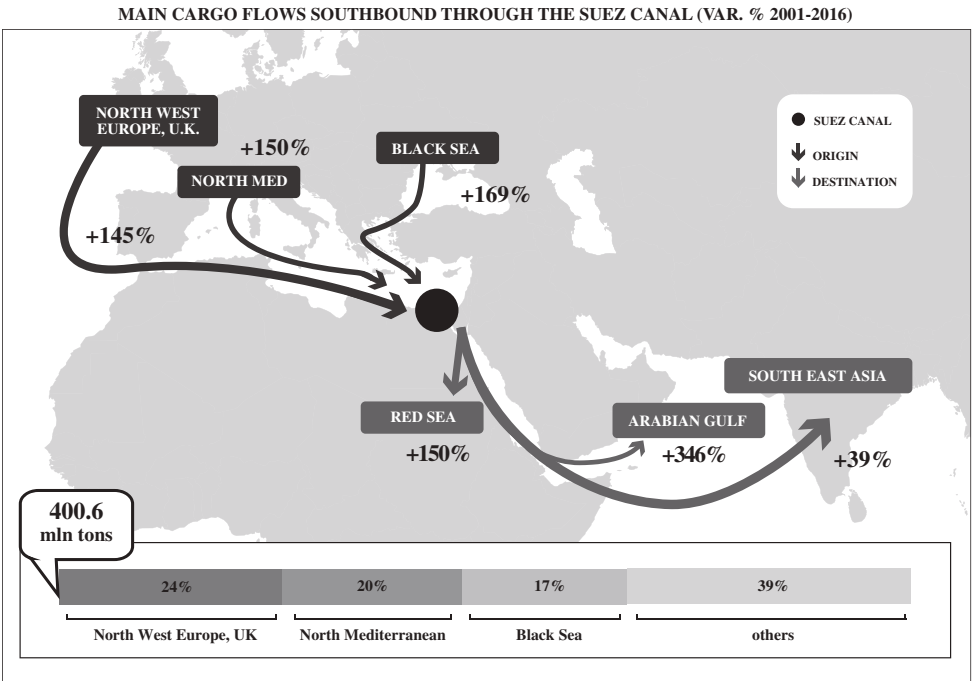 MAIN CARGO FLOWS SOUTHBOUND THROUGH THE SUEZ CANAL (VAR. % 2001-2016)
NORTH WEST
EUROPE, U.K.
+150%
NORTH MED
BLACK SEA
+169%
+145%
SUEZ CANAL
ORIGIN
DESTINATION
SOUTH EAST ASIA
RED SEA
+150%
ARABIAN GULF
+346%
+39%
400.6
mln tons
24%
20%
17%
39%
North West Europe, UK
North Mediterranean
Black Sea
others